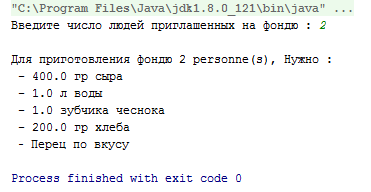 "C:\Program Files\Java\jdk1.8.0_121\bin\java" ...
Введите число людей приглашенных на фондю : 2
Для приготовления фондю 2 personne(s), Нужно :
- 400.0 гр сыра
- 1.0 л воды
- 1.0 зубчика чеснока
- 200.0 гр хлеба
- Перец по вкусу
Process finished with exit code 0